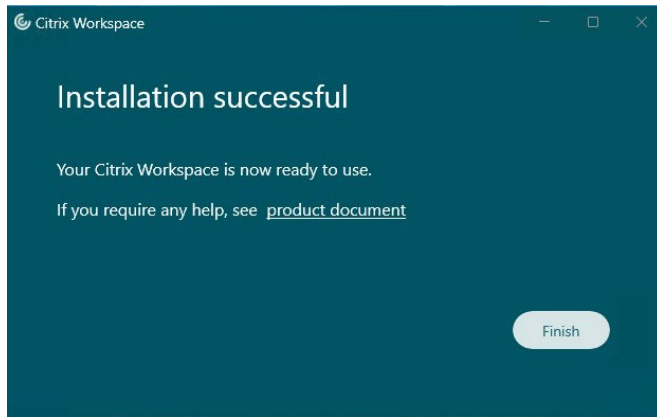 Citrix Workspace
Installation successful
Your Citrix Workspace is now ready to use.
If you require any help, see product document
Finish